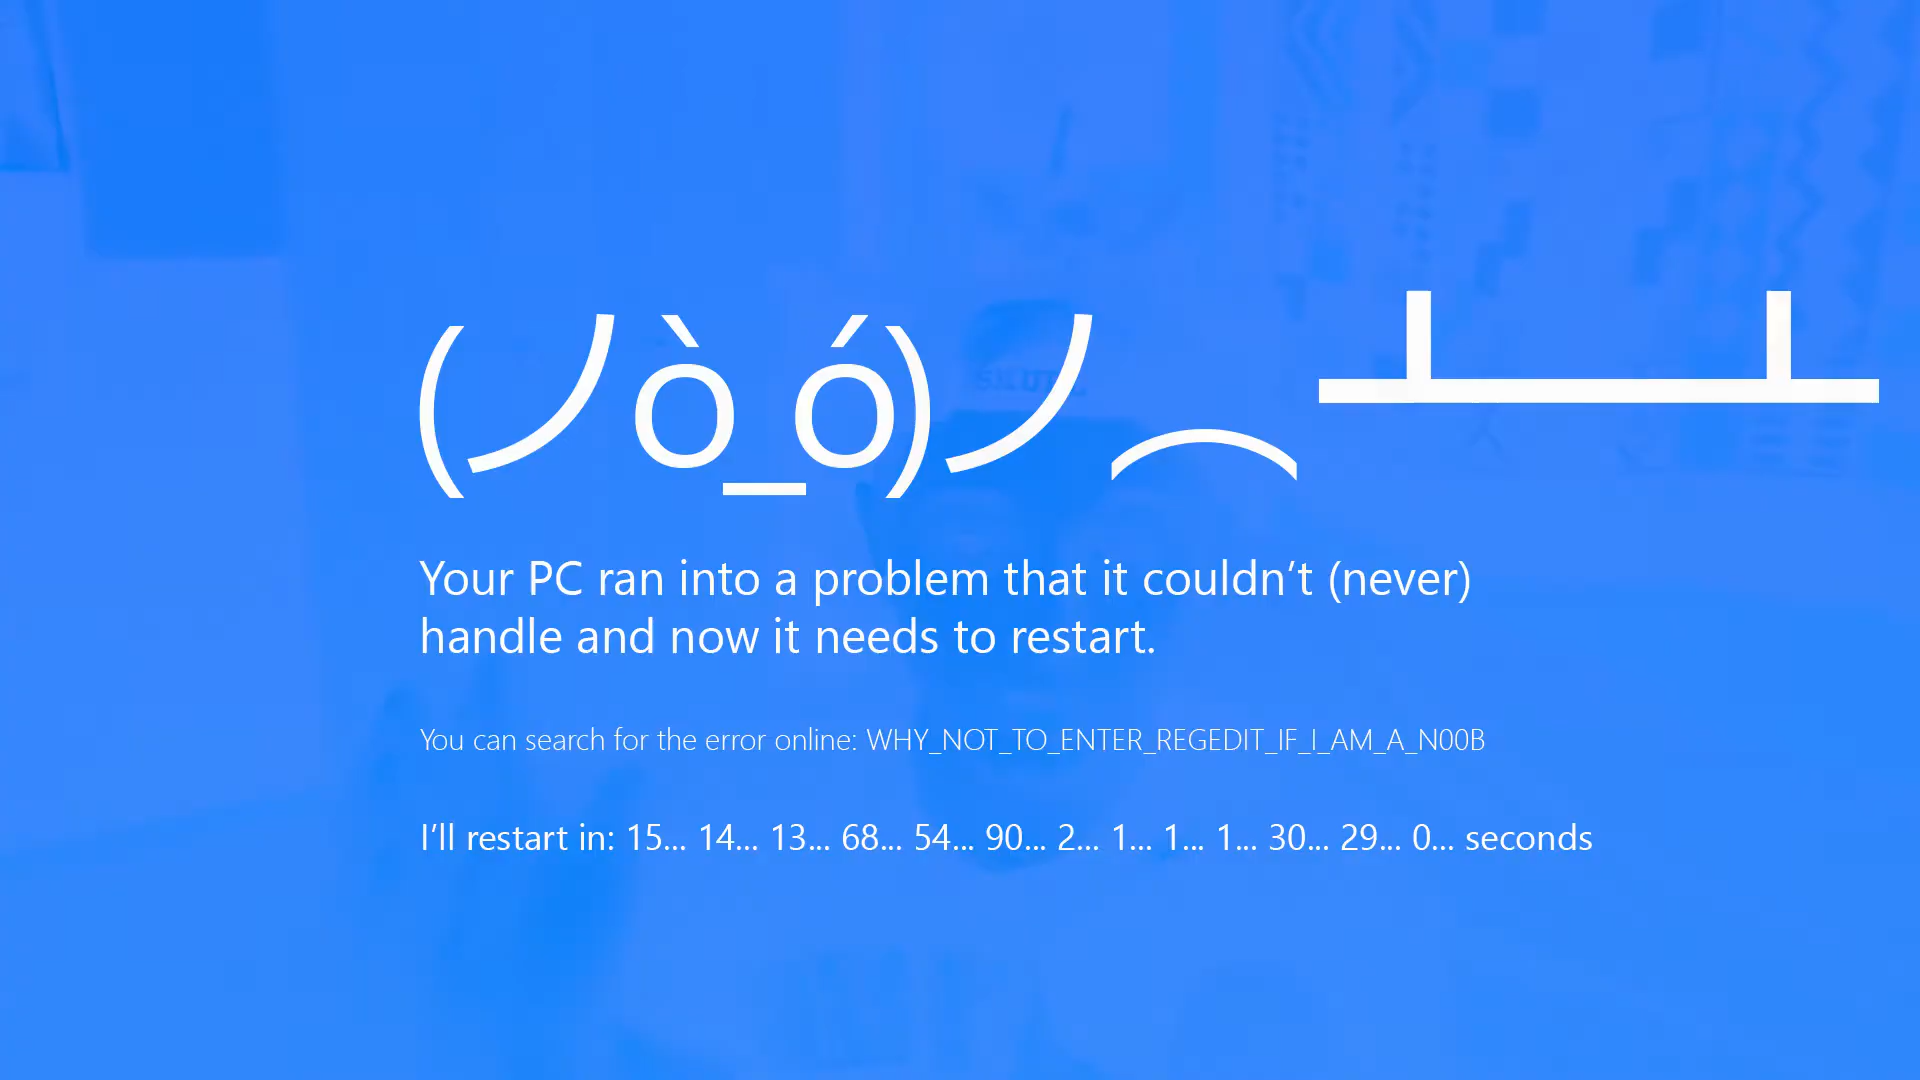 (ノò_ó)ノ︵ ┻━┻
Your PC ran into a problem that it couldn’t (never)
handle and now it needs to restart.
You can search for the error online: WHY_NOT_TO_ENTER_REGEDIT_IF_I_AM_A_N00B
I’ll restart in: 15... 14... 13... 68... 54... 90... 2... 1... 1... 1... 30... 29... 0... seconds